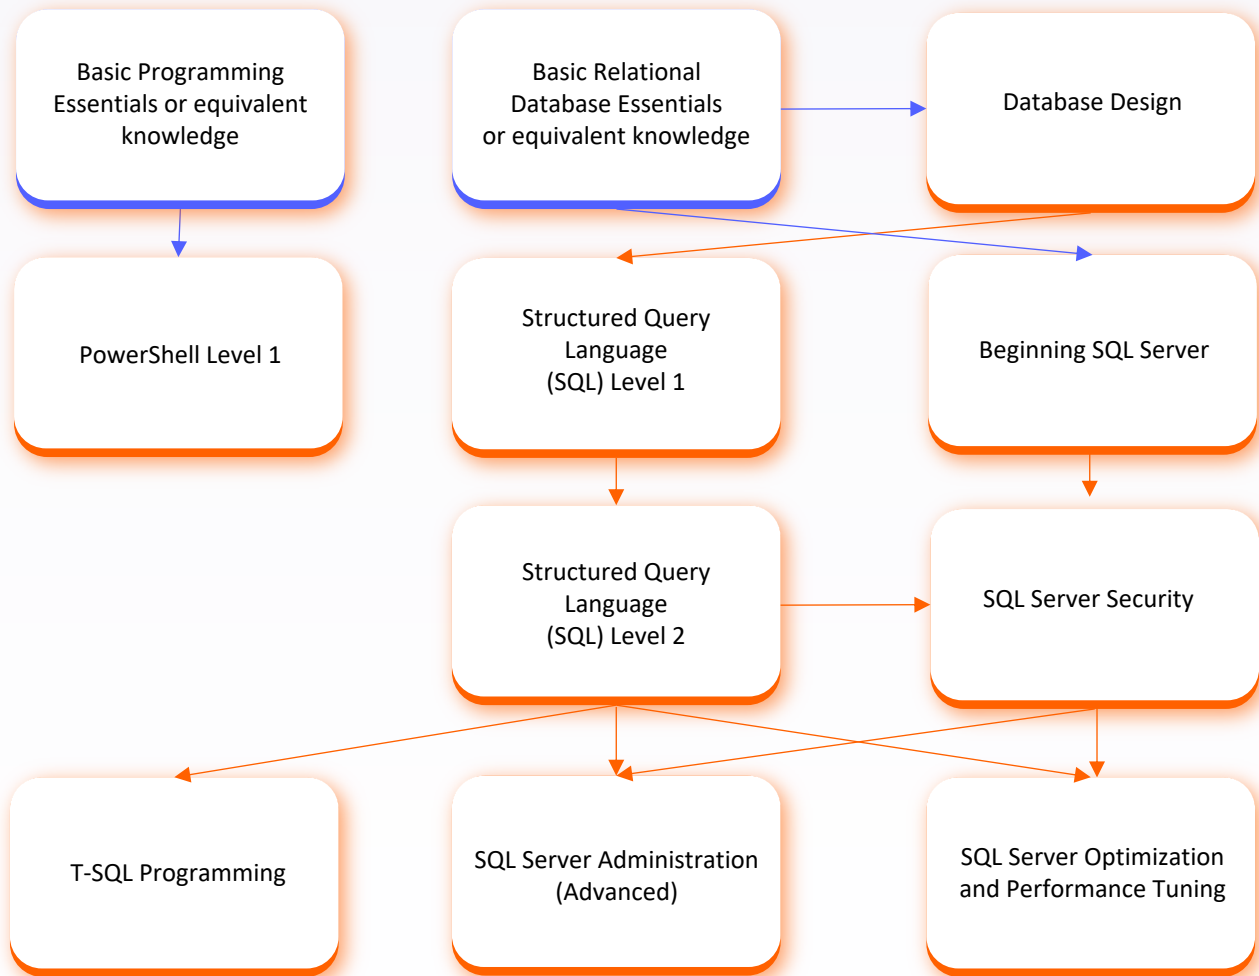 Basic Programming
Essentials or equivalent
knowledge
Basic Relational
Database Essentials
or equivalent knowledge
Database Design
PowerShell Level 1
Structured Query
Language
(SQL) Level 1
Beginning SQL Server
Structured Query
Language
(SQL) Level 2
SQL Server Security
T-SQL Programming
SQL Server Administration
(Advanced)
SQL Server Optimization
and Performance Tuning